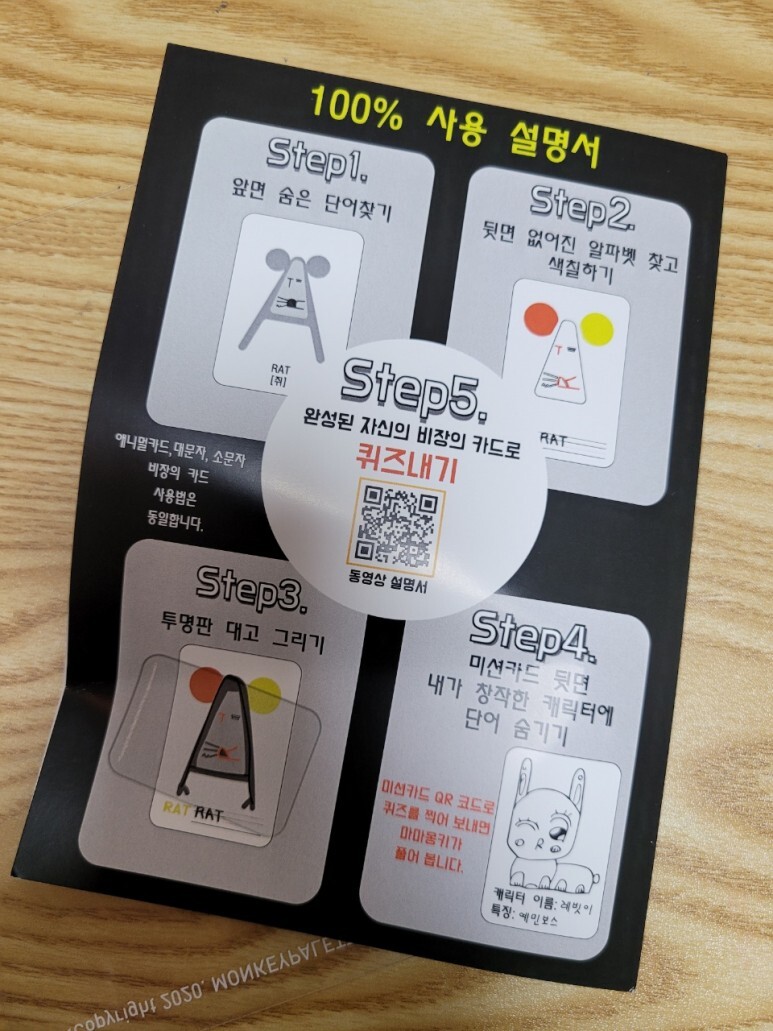 100% 사용 설명서
Step1.
앞면 숨은 단어찾기
RAT
[쥐]
Step2.
뒷면 없어진 알파벳 찾고
색칠하기
RAT
Step5.
완성된 자신의 비장의 카드로
퀴즈내기
동영상 설명서
애니멀카드,대문자, 소문자
비장의 카드
사용법은
동일합니다.
Step3.
투명판 대고 그리기
RAT RAT
Step4.
미션카드 뒷면
내가 창작한 캐릭터에
단어 숨기기
미션카드 QR 코드로
퀴즈를 찍어 보내면
마마몽키가
풀어 봅니다.
캐릭터 이름: 레빗이
특징: 예민보스
Copyright 2020. MONKEYPALET